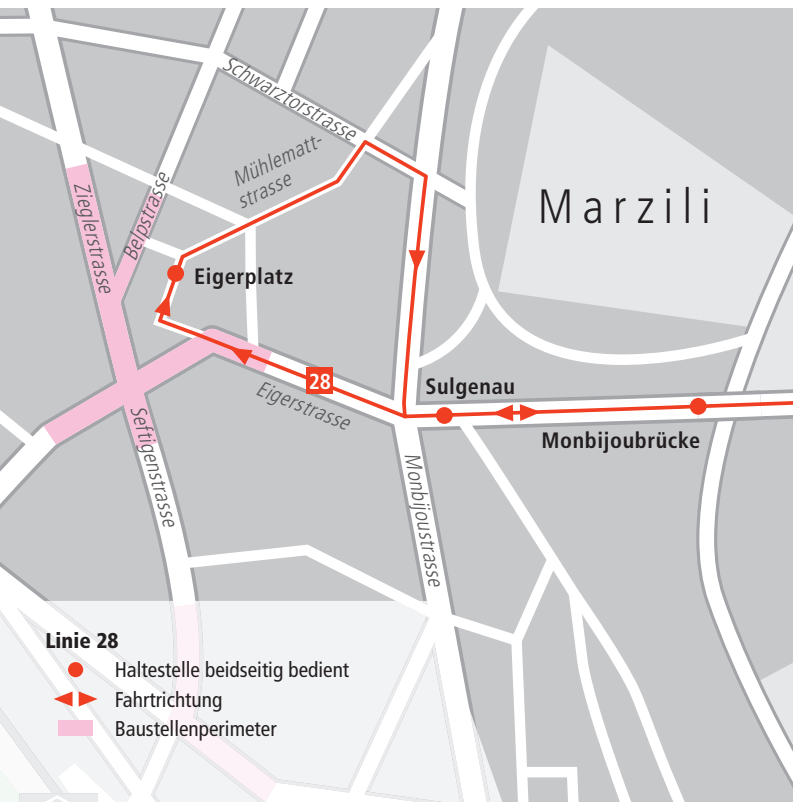 Schwarztorstrasse
Mühlematt-
strasse
Zieglerstrasse
Belpstrasse
Marzili
Eigerplatz
28
Eigerstrasse
Sulgenau
Monbijoubrücke
Seftigenstrasse
Monbijoustrasse
Linie 28
Haltestelle beidseitig bedient
Fahrtrichtung
Baustellenperimeter